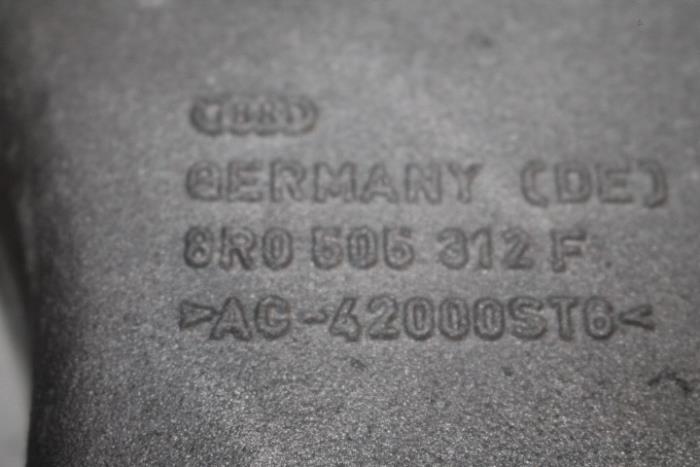 GERMANY (DE)
8R0 505 312 F
>AC-42000ST6<